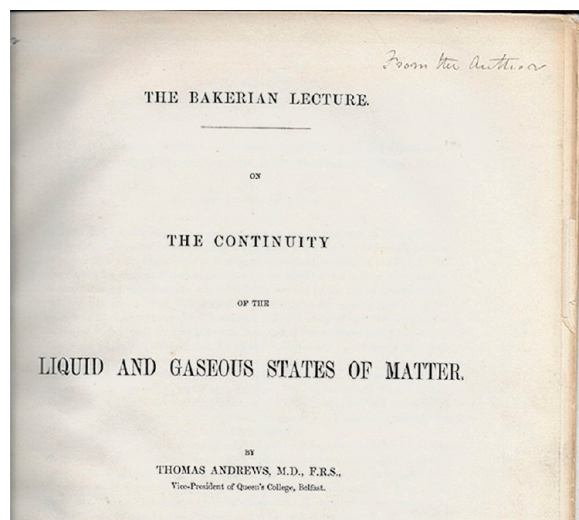 From the Author
THE BAKERIAN LECTURE.
ON
THE CONTINUITY
OF THE
LIQUID AND GASEOUS STATES OF MATTER.
BY
THOMAS ANDREWS, M.D., F.R.S.,
Vice-President of Queen's College, Belfast.